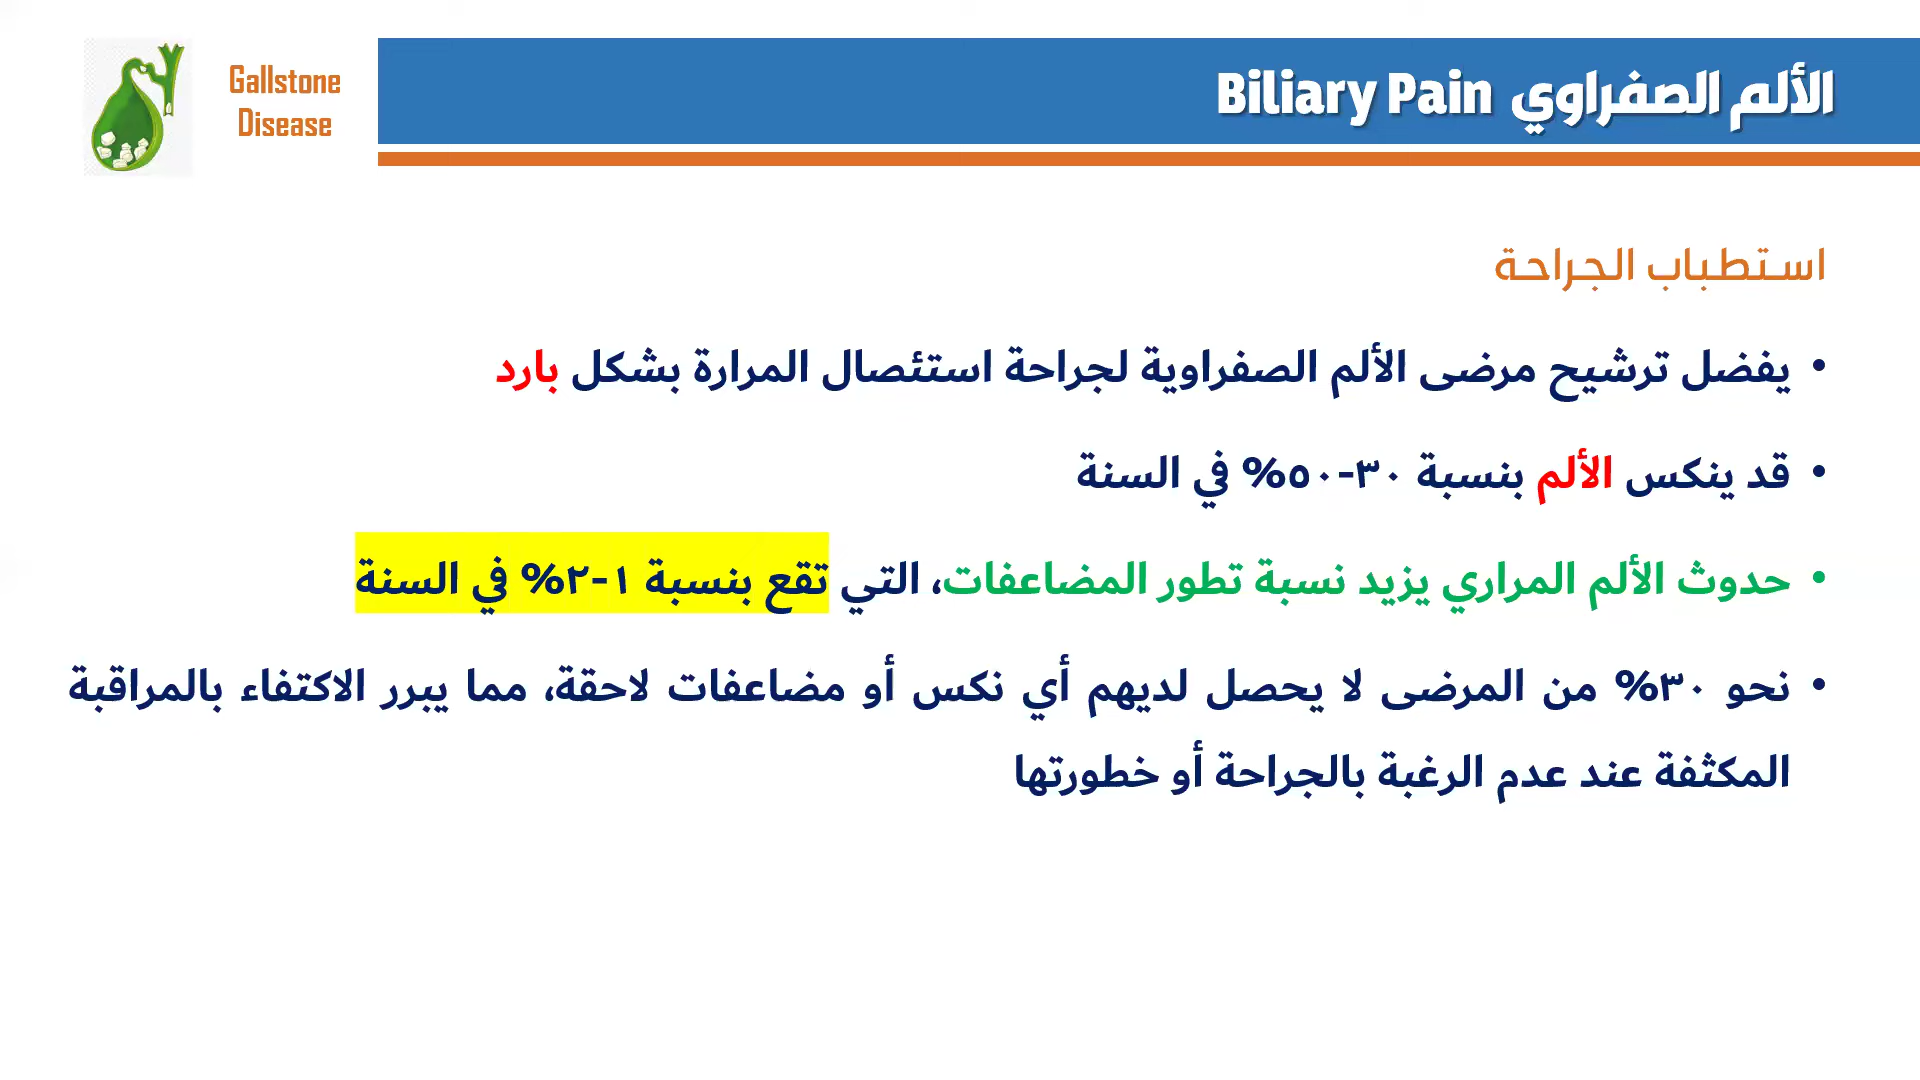 الألم الصفراوي Biliary Pain
Gallstone
Disease
استطباب الجراحة
• يفضل ترشيح مرضى الألم الصفراوية لجراحة استئصال المرارة بشكل بارد
• قد ينكس الألم بنسبة ٣٠-٥٠% في السنة
• حدوث الألم المراري يزيد نسبة تطور المضاعفات، التي تقع بنسبة ١-٢% في السنة
• نحو ٣٠% من المرضى لا يحصل لديهم أي نكس أو مضاعفات لاحقة، مما يبرر الاكتفاء بالمراقبة
المكثفة عند عدم الرغبة بالجراحة أو خطورتها